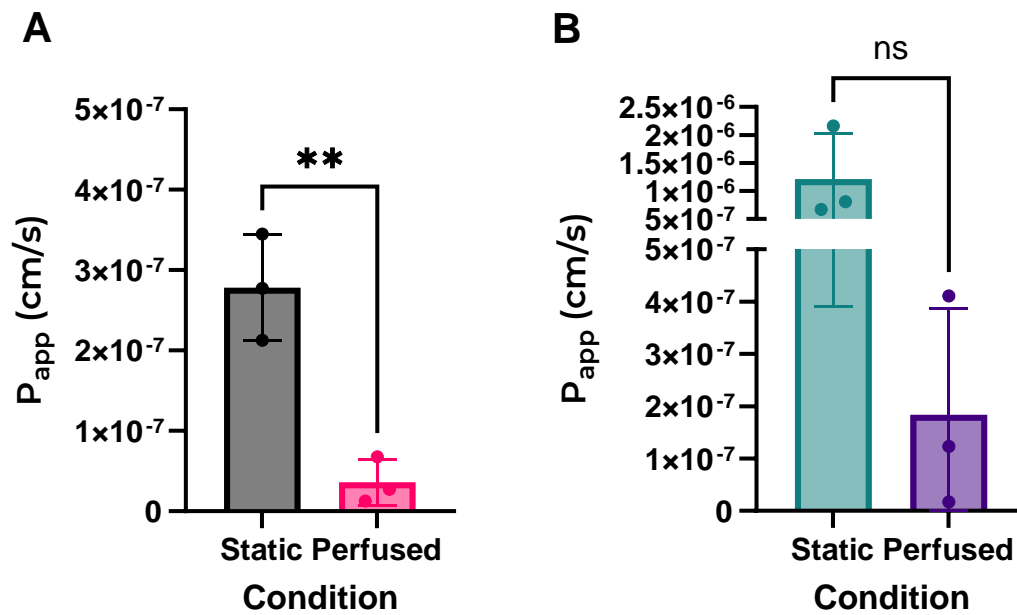 A
P_app (cm/s)
5×10^-7
4×10^-7
3×10^-7
2×10^-7
1×10^-7
0
**
Static Perfused
Condition
B
P_app (cm/s)
ns
2.5×10^-6
2×10^-6
1.5×10^-6
1×10^-6
5×10^-7
5×10^-7
4×10^-7
3×10^-7
2×10^-7
1×10^-7
0
Static Perfused
Condition